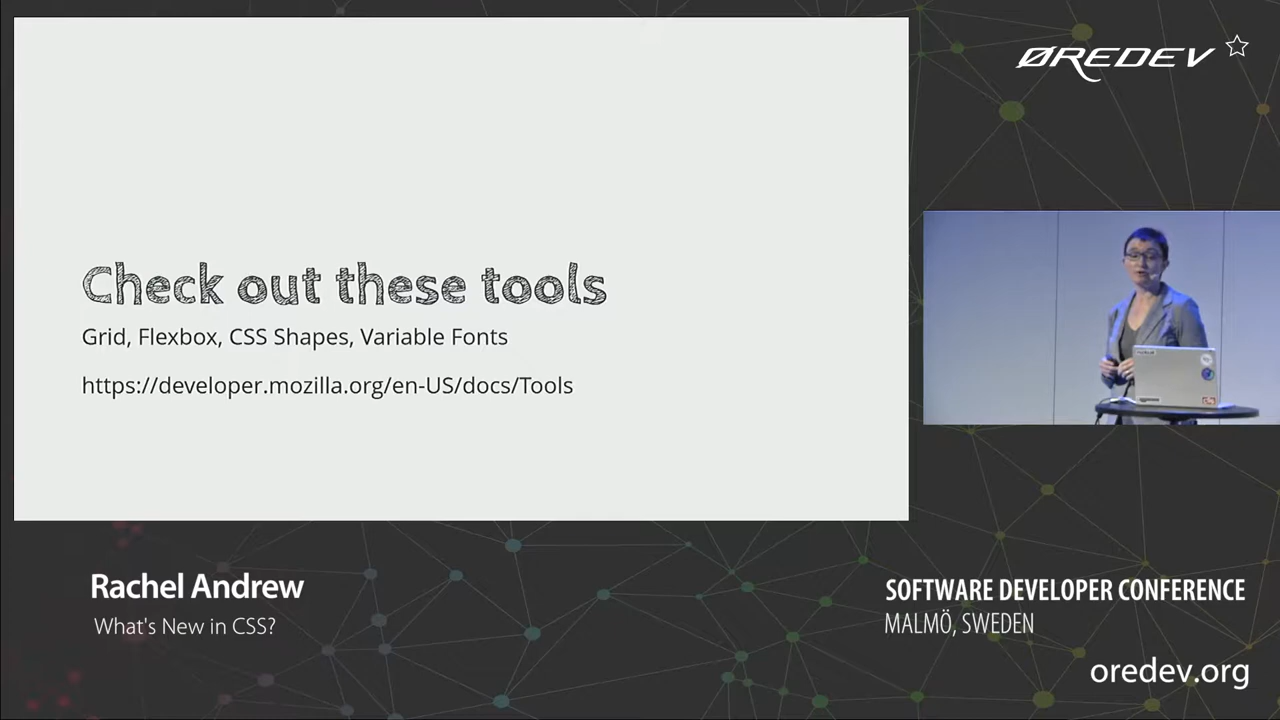 Check out these tools
Grid, Flexbox, CSS Shapes, Variable Fonts
https://developer.mozilla.org/en-US/docs/Tools
ØREDEV
Rachel Andrew
What's New in CSS?
SOFTWARE DEVELOPER CONFERENCE
MALMÖ, SWEDEN
oredev.org